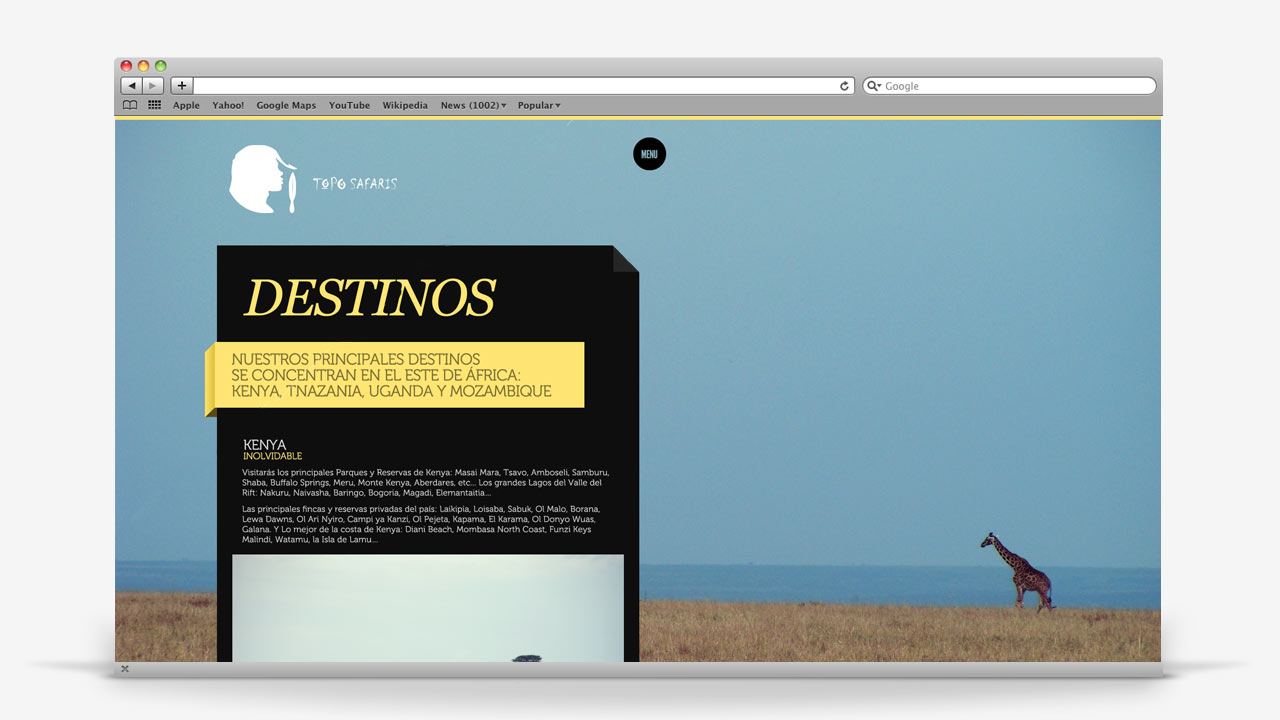 Google
Apple Yahoo! Google Maps YouTube Wikipedia News (1002) Popular
MENU
TOPO SAFARIS
DESTINOS
NUESTROS PRINCIPALES DESTINOS
SE CONCENTRAN EN EL ESTE DE ÁFRICA:
KENYA, TNAZANIA, UGANDA Y MOZAMBIQUE
KENYA
INOLVIDABLE
Visitarás los principales Parques y Reservas de Kenya: Masai Mara, Tsavo, Amboseli, Samburu,
Shaba, Buffalo Springs, Meru, Monte Kenya, Aberdares, etc... Los grandes Lagos del Valle del
Rift: Nakuru, Naivasha, Baringo, Bogoria, Magadi, Elemantaitia...
Las principales fincas y reservas privadas del país: Laikipia, Loisaba, Sabuk, Ol Malo, Borana,
Lewa Dawns, Ol Ari Nyiro, Campi ya Kanzi, Ol Pejeta, Kapama, El Karama, Ol Donyo Wuas,
Galana. Y Lo mejor de la costa de Kenya: Diani Beach, Mombasa North Coast, Funzi Keys
Malindi, Watamu, la Isla de Lamu...